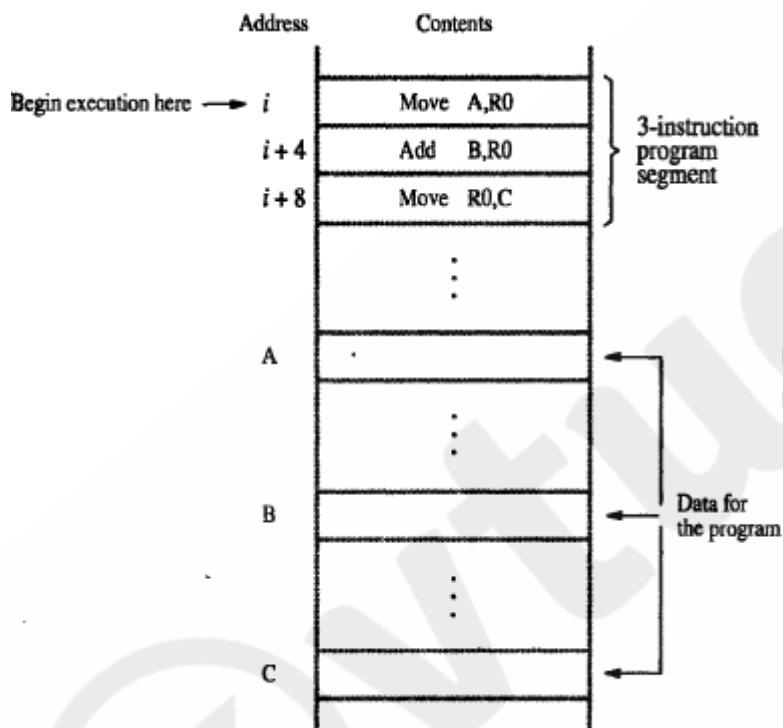 Address Contents
Begin execution here i Move A,R0
i + 4 Add B,R0
i + 8 Move R0,C
3-instruction
program
segment
A
B
Data for
the program
C
vtu